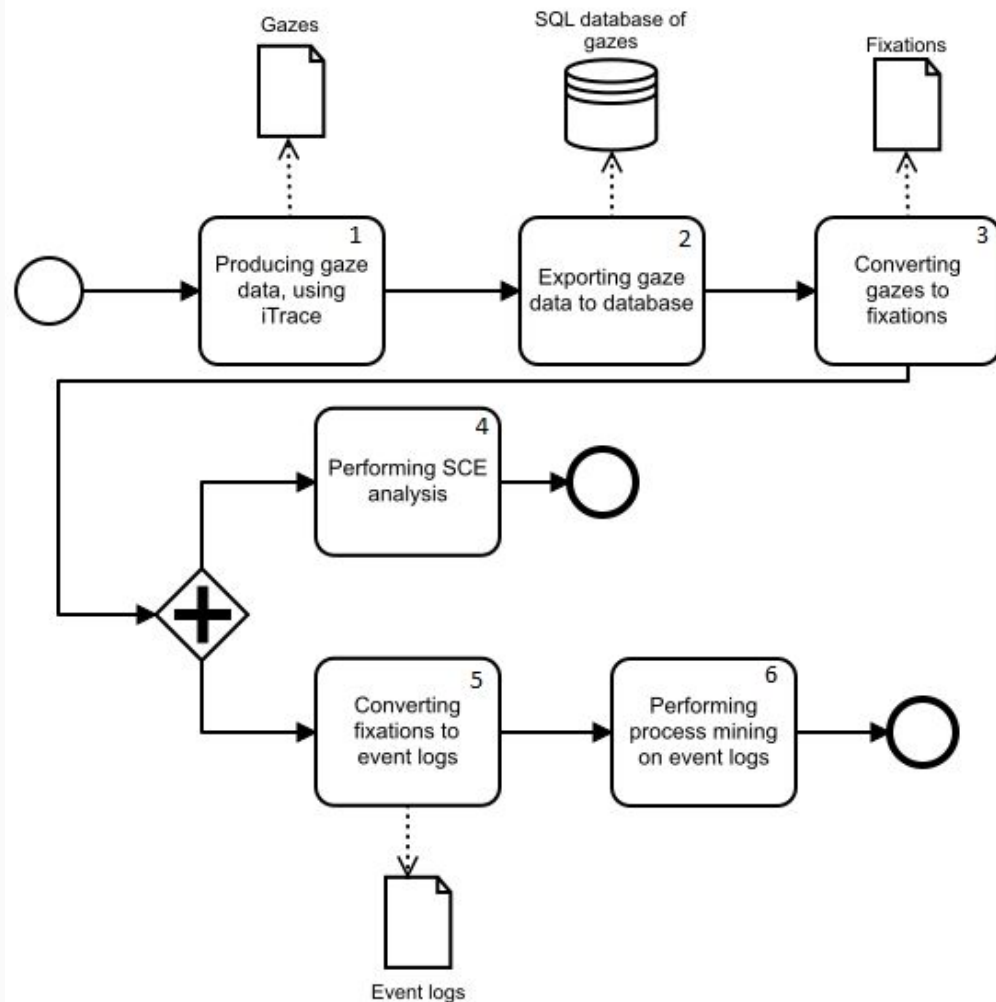 Gazes
SQL database of
gazes
Fixations
1
Producing gaze
data, using
iTrace
2
Exporting gaze
data to database
3
Converting
gazes to
fixations
4
Performing SCE
analysis
5
Converting
fixations to
event logs
6
Performing
process mining
on event logs
Event logs